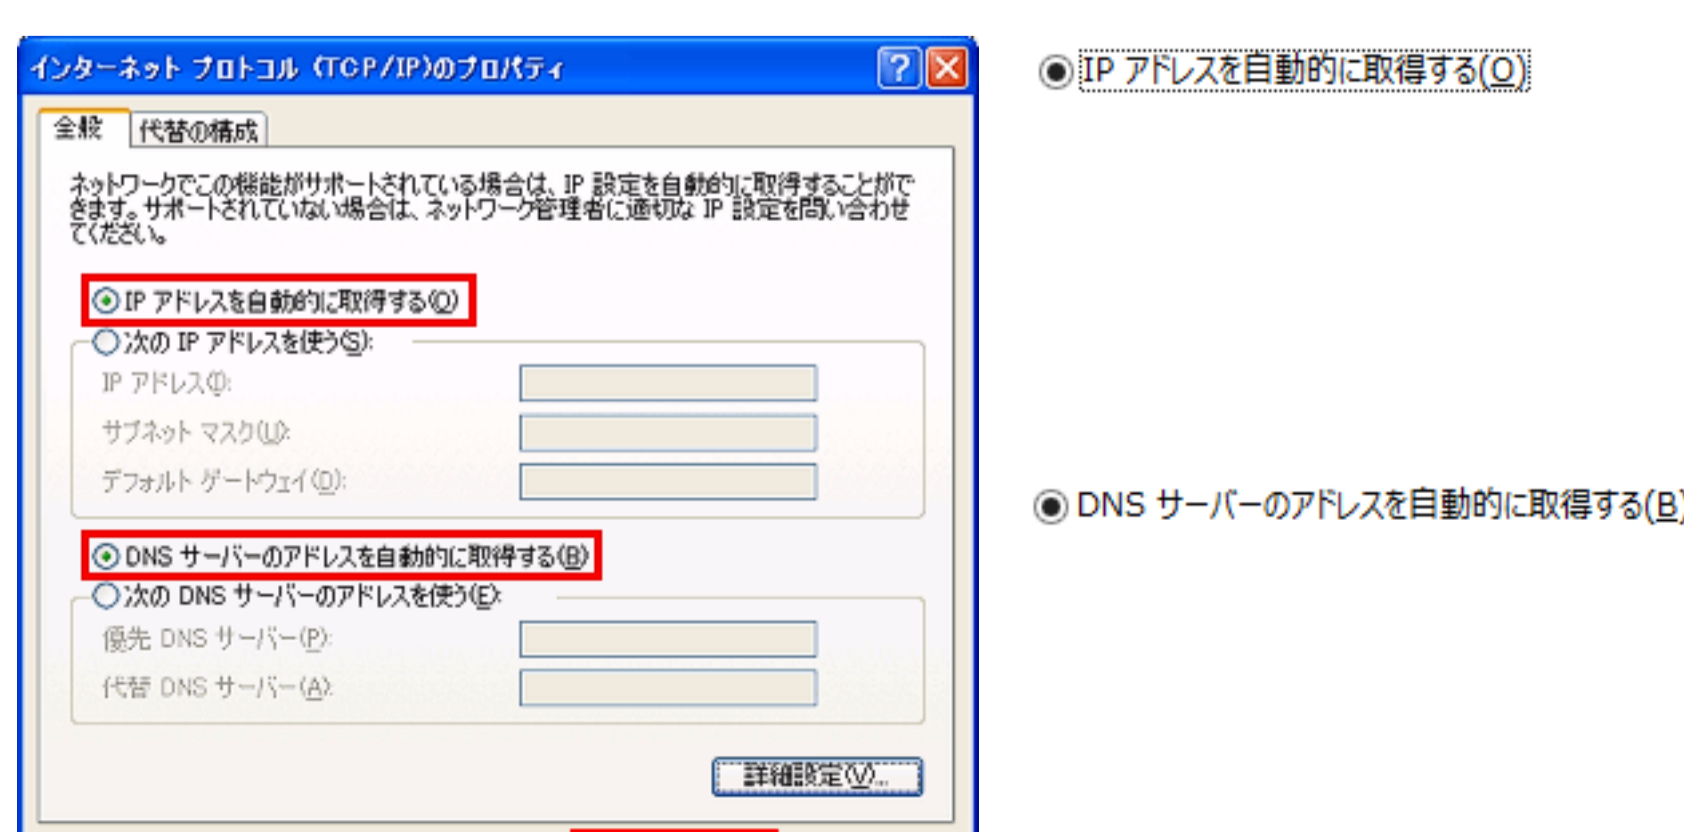 インターネット プロトコル (TCP/IP)のプロパティ
全般
代替の構成
ネットワークでこの機能がサポートされている場合は、IP 設定を自動的に取得することがで
きます。サポートされていない場合は、ネットワーク管理者に適切な IP 設定を問い合わせ
てください。
IP アドレスを自動的に取得する(O)
次の IP アドレスを使う(S):
IP アドレス(I):
サブネット マスク(U):
デフォルト ゲートウェイ(D):
DNS サーバーのアドレスを自動的に取得する(B)
次の DNS サーバーのアドレスを使う(E):
優先 DNS サーバー(P):
代替 DNS サーバー(A):
詳細設定(V)...
IP アドレスを自動的に取得する(O)
DNS サーバーのアドレスを自動的に取得する(B)